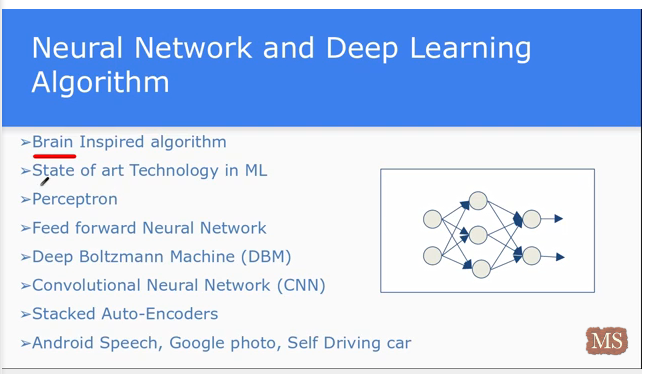 Neural Network and Deep Learning
Algorithm
➢Brain Inspired algorithm
➢State of art Technology in ML
➢Perceptron
➢Feed forward Neural Network
➢Deep Boltzmann Machine (DBM)
➢Convolutional Neural Network (CNN)
➢Stacked Auto-Encoders
➢Android Speech, Google photo, Self Driving car
MS